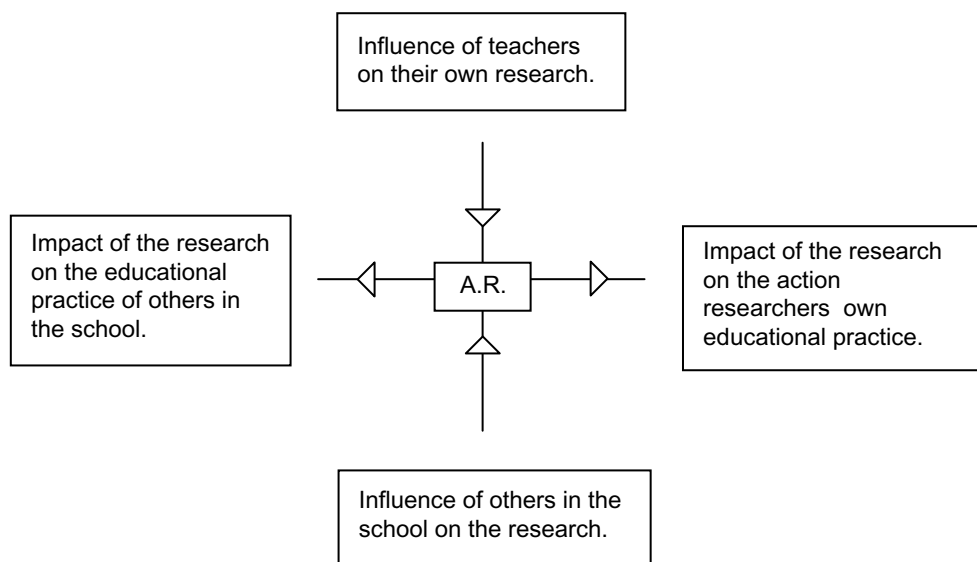 Influence of teachers
on their own research.
Impact of the research
on the educational
practice of others in
the school.
A.R.
Impact of the research
on the action
researchers own
educational practice.
Influence of others in the
school on the research.